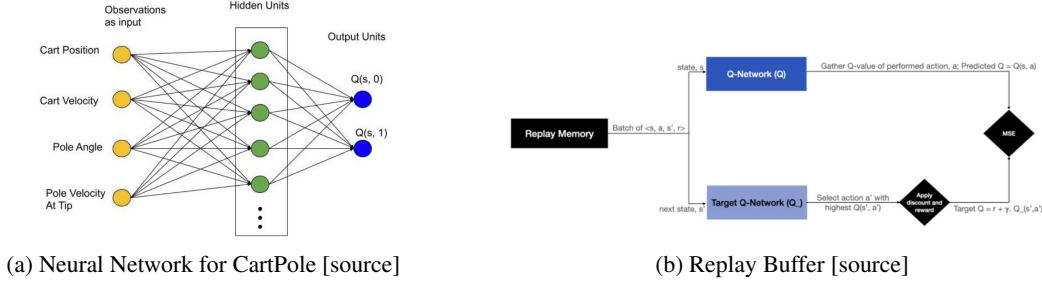 Observations
as input
Hidden Units
Output Units
Cart Position
Cart Velocity
Pole Angle
Pole Velocity
At Tip
Q(s, 0)
Q(s, 1)
(a) Neural Network for CartPole [source]
Replay Memory
Batch of <s, a, s', r>
state, s
Q-Network (Q)
Gather Q-value of performed action, a; Predicted Q = Q(s, a)
MSE
next state, s'
Target Q-Network (Q_)
Select action a' with
highest Q(s', a')
Apply
discount and
reward
Target Q = r + γ. Q_(s',a')
(b) Replay Buffer [source]